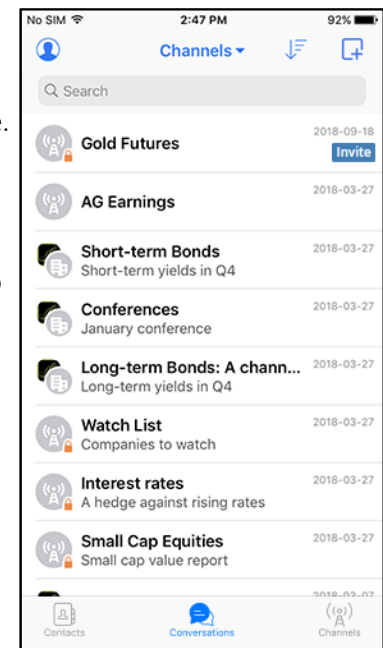 No SIM 2:47 PM 92%
Channels
Search
Gold Futures 2018-09-18
Invite
AG Earnings 2018-03-27
Short-term Bonds 2018-03-27
Short-term yields in Q4
Conferences 2018-03-27
January conference
Long-term Bonds: A chann... 2018-03-27
Long-term yields in Q4
Watch List 2018-03-27
Companies to watch
Interest rates 2018-03-27
A hedge against rising rates
Small Cap Equities 2018-03-27
Small cap value report
Contacts Conversations Channels